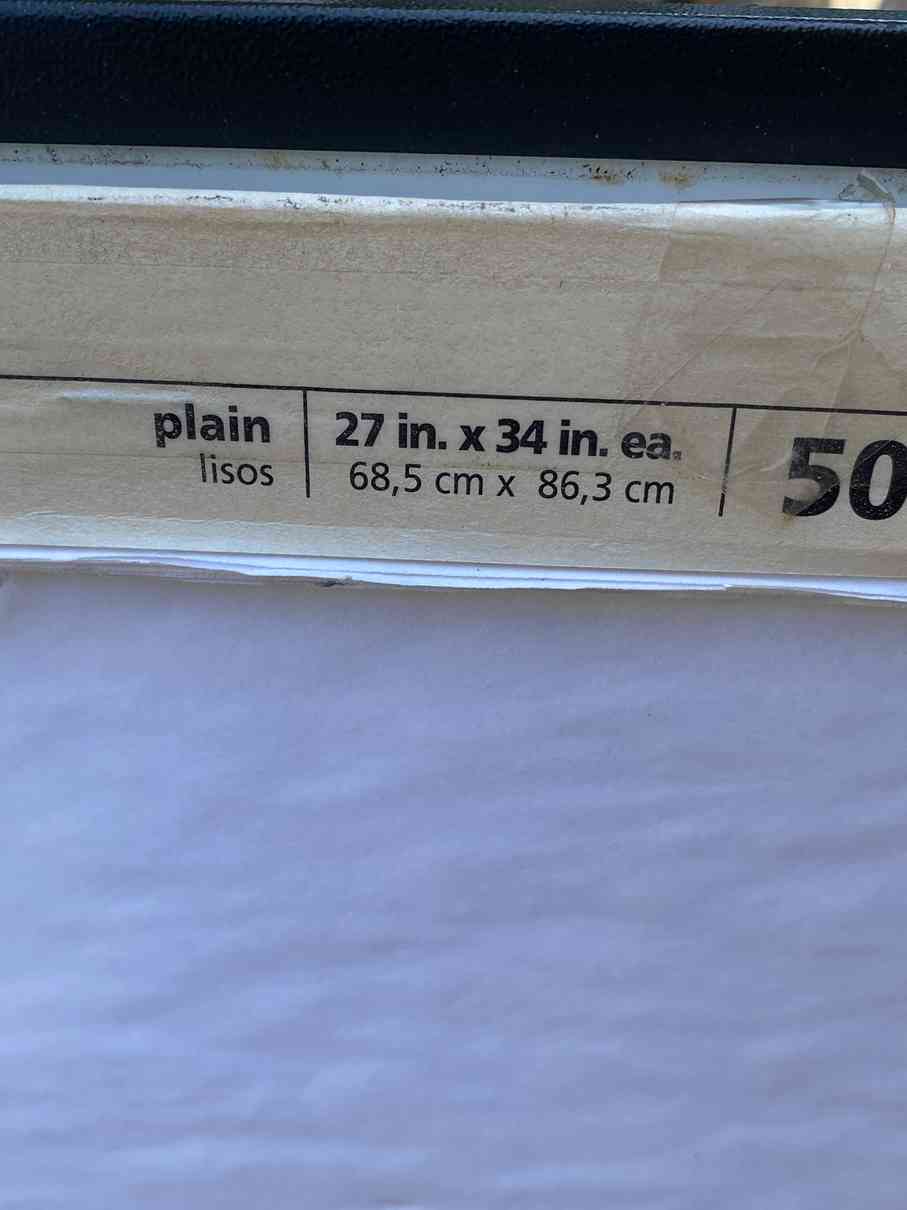 plain
lisos
27 in. x 34 in. ea.
68,5 cm x 86,3 cm
50